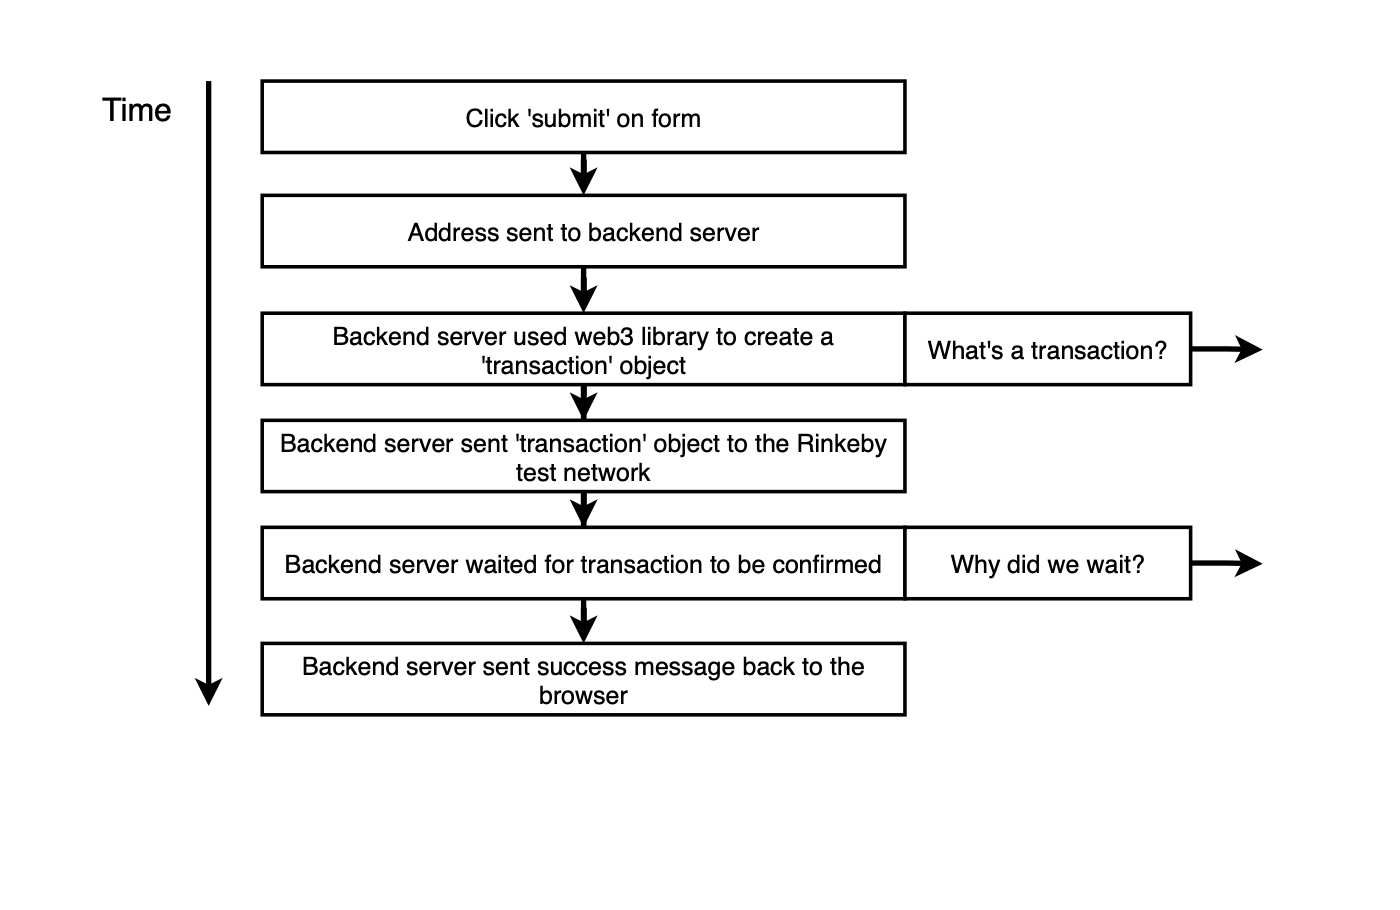 Time
Click 'submit' on form
Address sent to backend server
Backend server used web3 library to create a
'transaction' object
What's a transaction?
Backend server sent 'transaction' object to the Rinkeby
test network
Backend server waited for transaction to be confirmed
Why did we wait?
Backend server sent success message back to the
browser